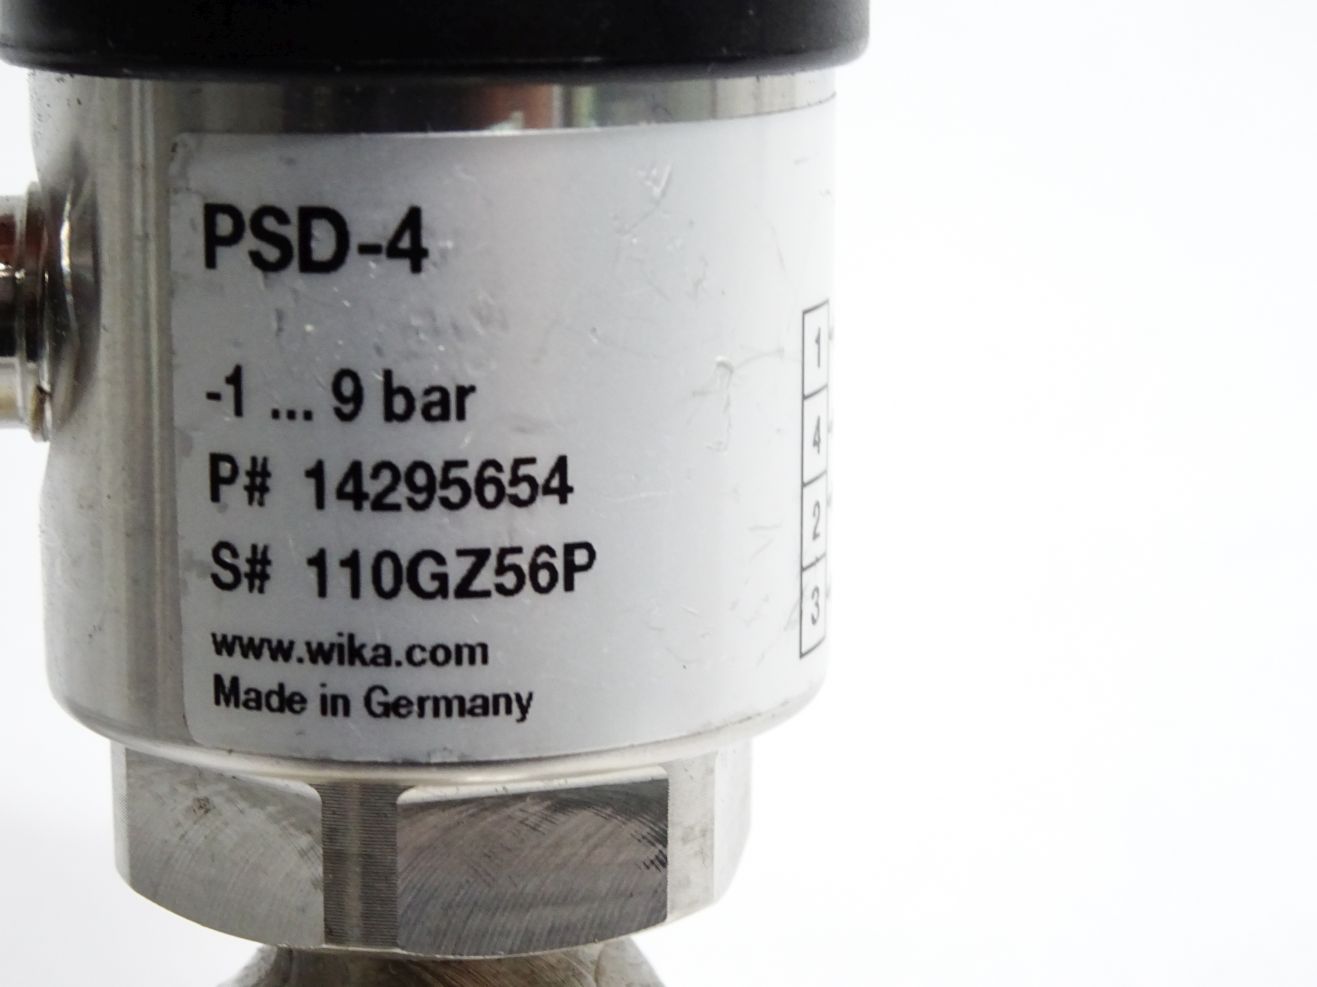 PSD-4
-1 ... 9 bar
P# 14295654
S# 110GZ56P
www.wika.com
Made in Germany
1
4
2
3